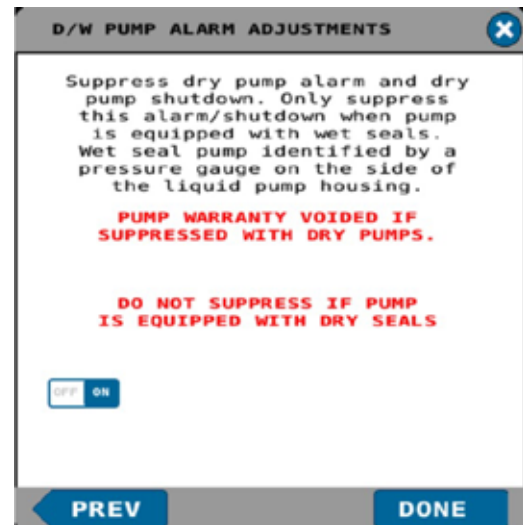 D/W PUMP ALARM ADJUSTMENTS
Suppress dry pump alarm and dry
pump shutdown. Only suppress
this alarm/shutdown when pump
is equipped with wet seals.
Wet seal pump identified by a
pressure gauge on the side of
the liquid pump housing.
PUMP WARRANTY VOIDED IF
SUPPRESSED WITH DRY PUMPS.
DO NOT SUPPRESS IF PUMP
IS EQUIPPED WITH DRY SEALS
OFF ON
PREV DONE